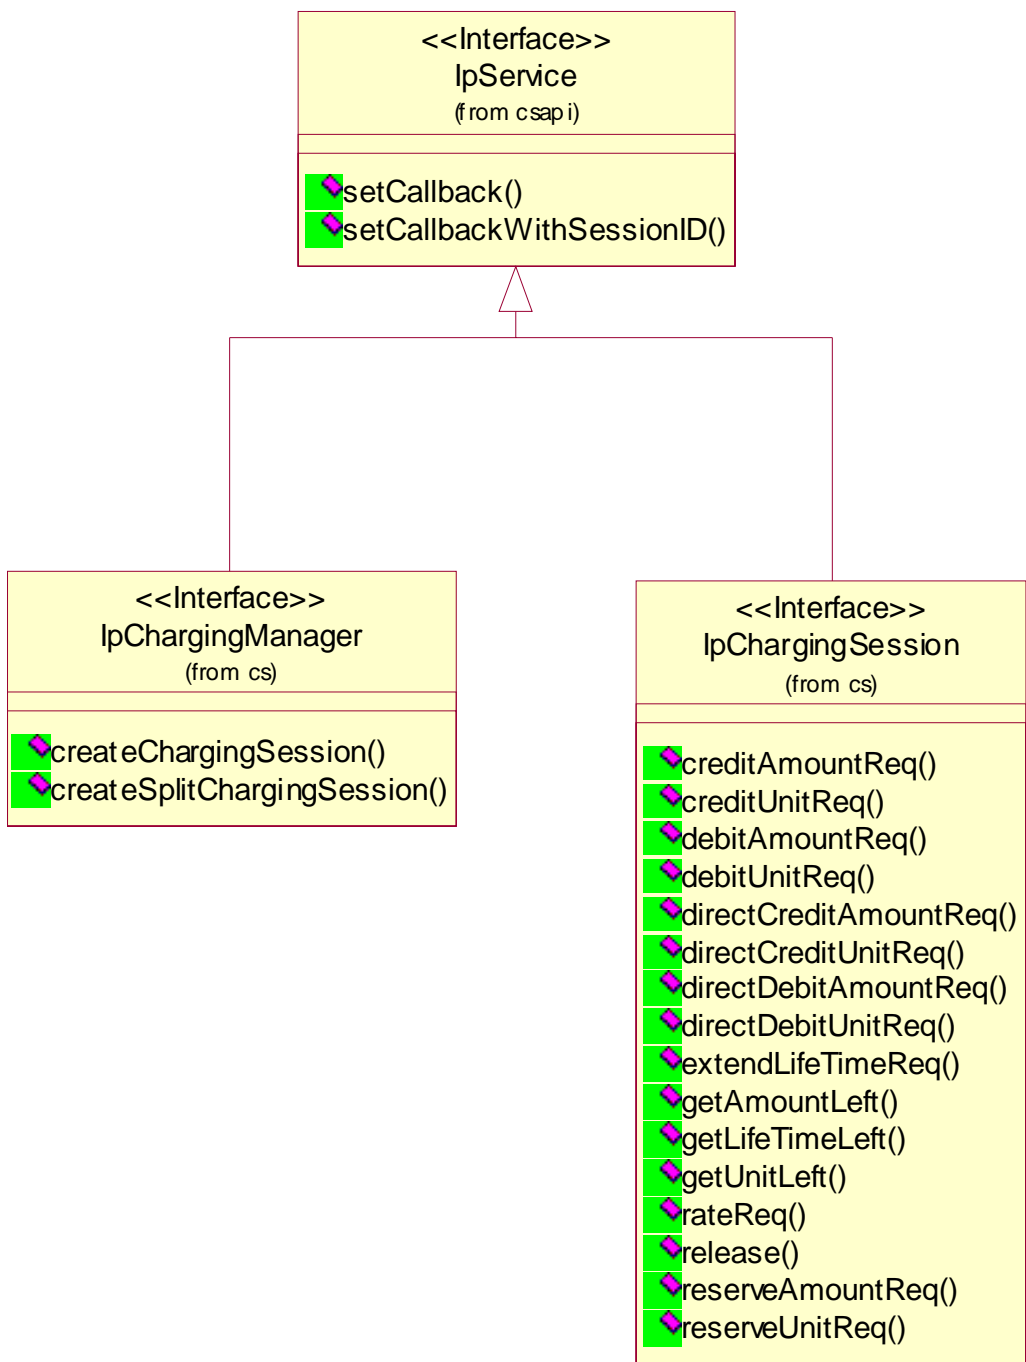 <<Interface>>
IpService
(from csapi)
setCallback()
setCallbackWithSessionID()
<<Interface>>
IpChargingManager
(from cs)
createChargingSession()
createSplitChargingSession()
<<Interface>>
IpChargingSession
(from cs)
creditAmountReq()
creditUnitReq()
debitAmountReq()
debitUnitReq()
directCreditAmountReq()
directCreditUnitReq()
directDebitAmountReq()
directDebitUnitReq()
extendLifeTimeReq()
getAmountLeft()
getLifeTimeLeft()
getUnitLeft()
rateReq()
release()
reserveAmountReq()
reserveUnitReq()